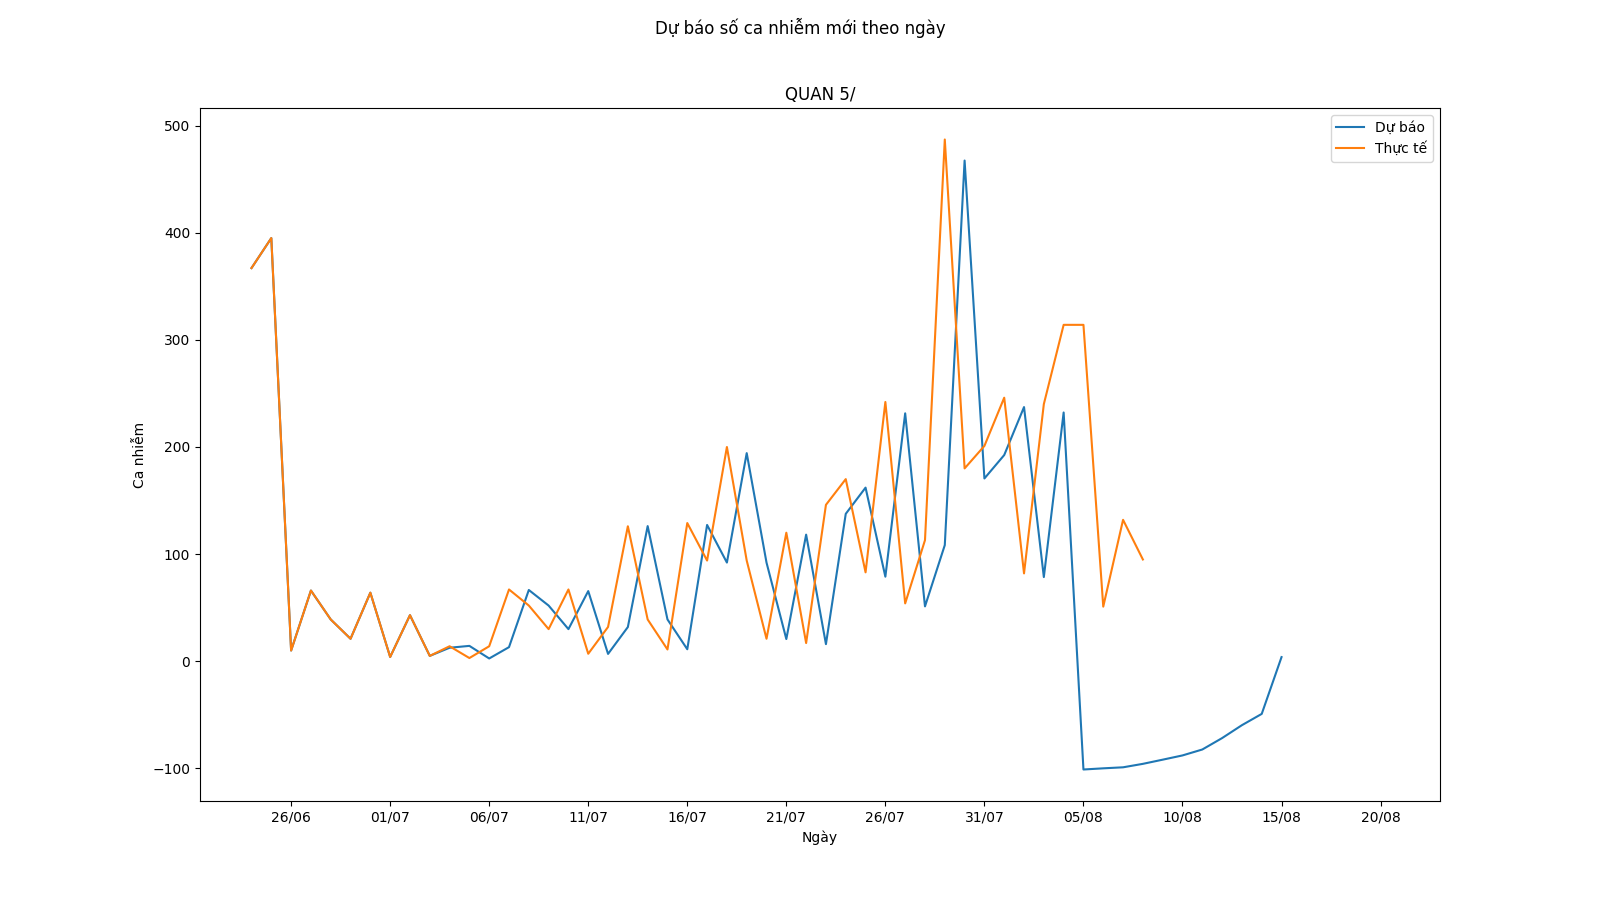 Dự báo số ca nhiễm mới theo ngày
QUAN 5/
Dự báo
Thực tế
500
400
300
200
100
0
−100
Ca nhiễm
26/06 01/07 06/07 11/07 16/07 21/07 26/07 31/07 05/08 10/08 15/08 20/08
Ngày